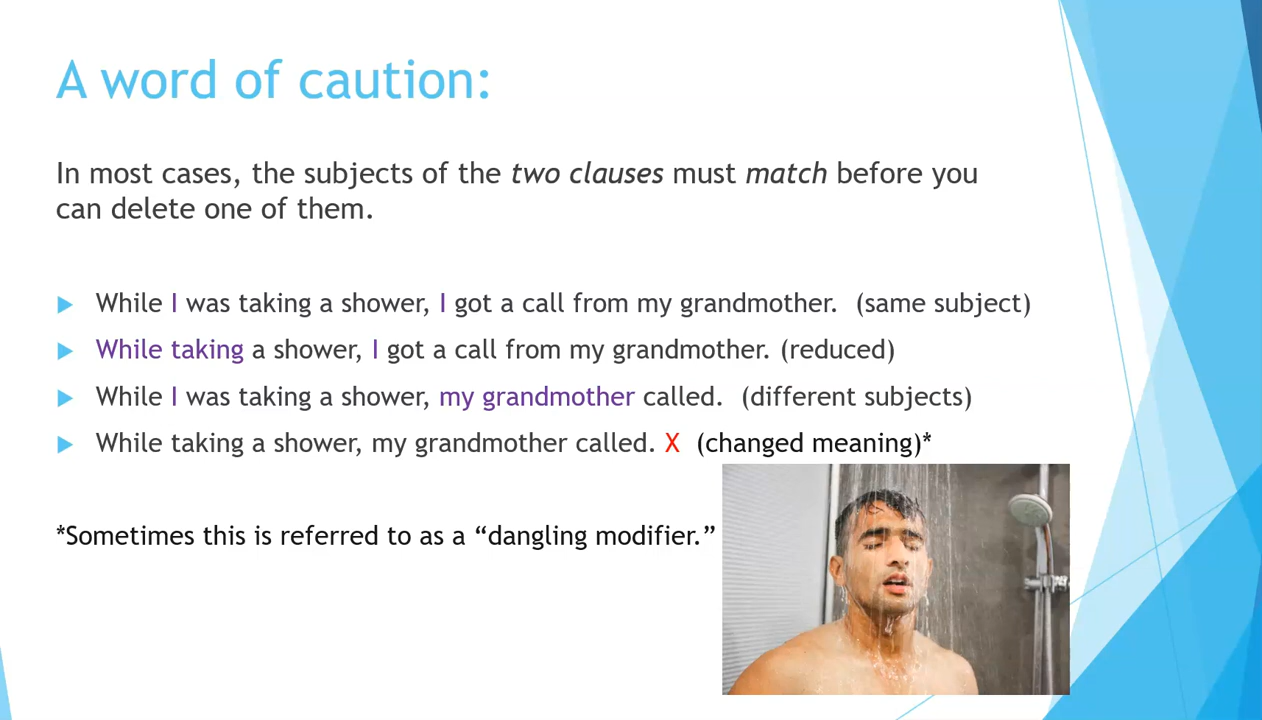 A word of caution:
In most cases, the subjects of the two clauses must match before you
can delete one of them.
While I was taking a shower, I got a call from my grandmother.  (same subject)
While taking a shower, I got a call from my grandmother. (reduced)
While I was taking a shower, my grandmother called.  (different subjects)
While taking a shower, my grandmother called. X  (changed meaning)*
*Sometimes this is referred to as a “dangling modifier.”